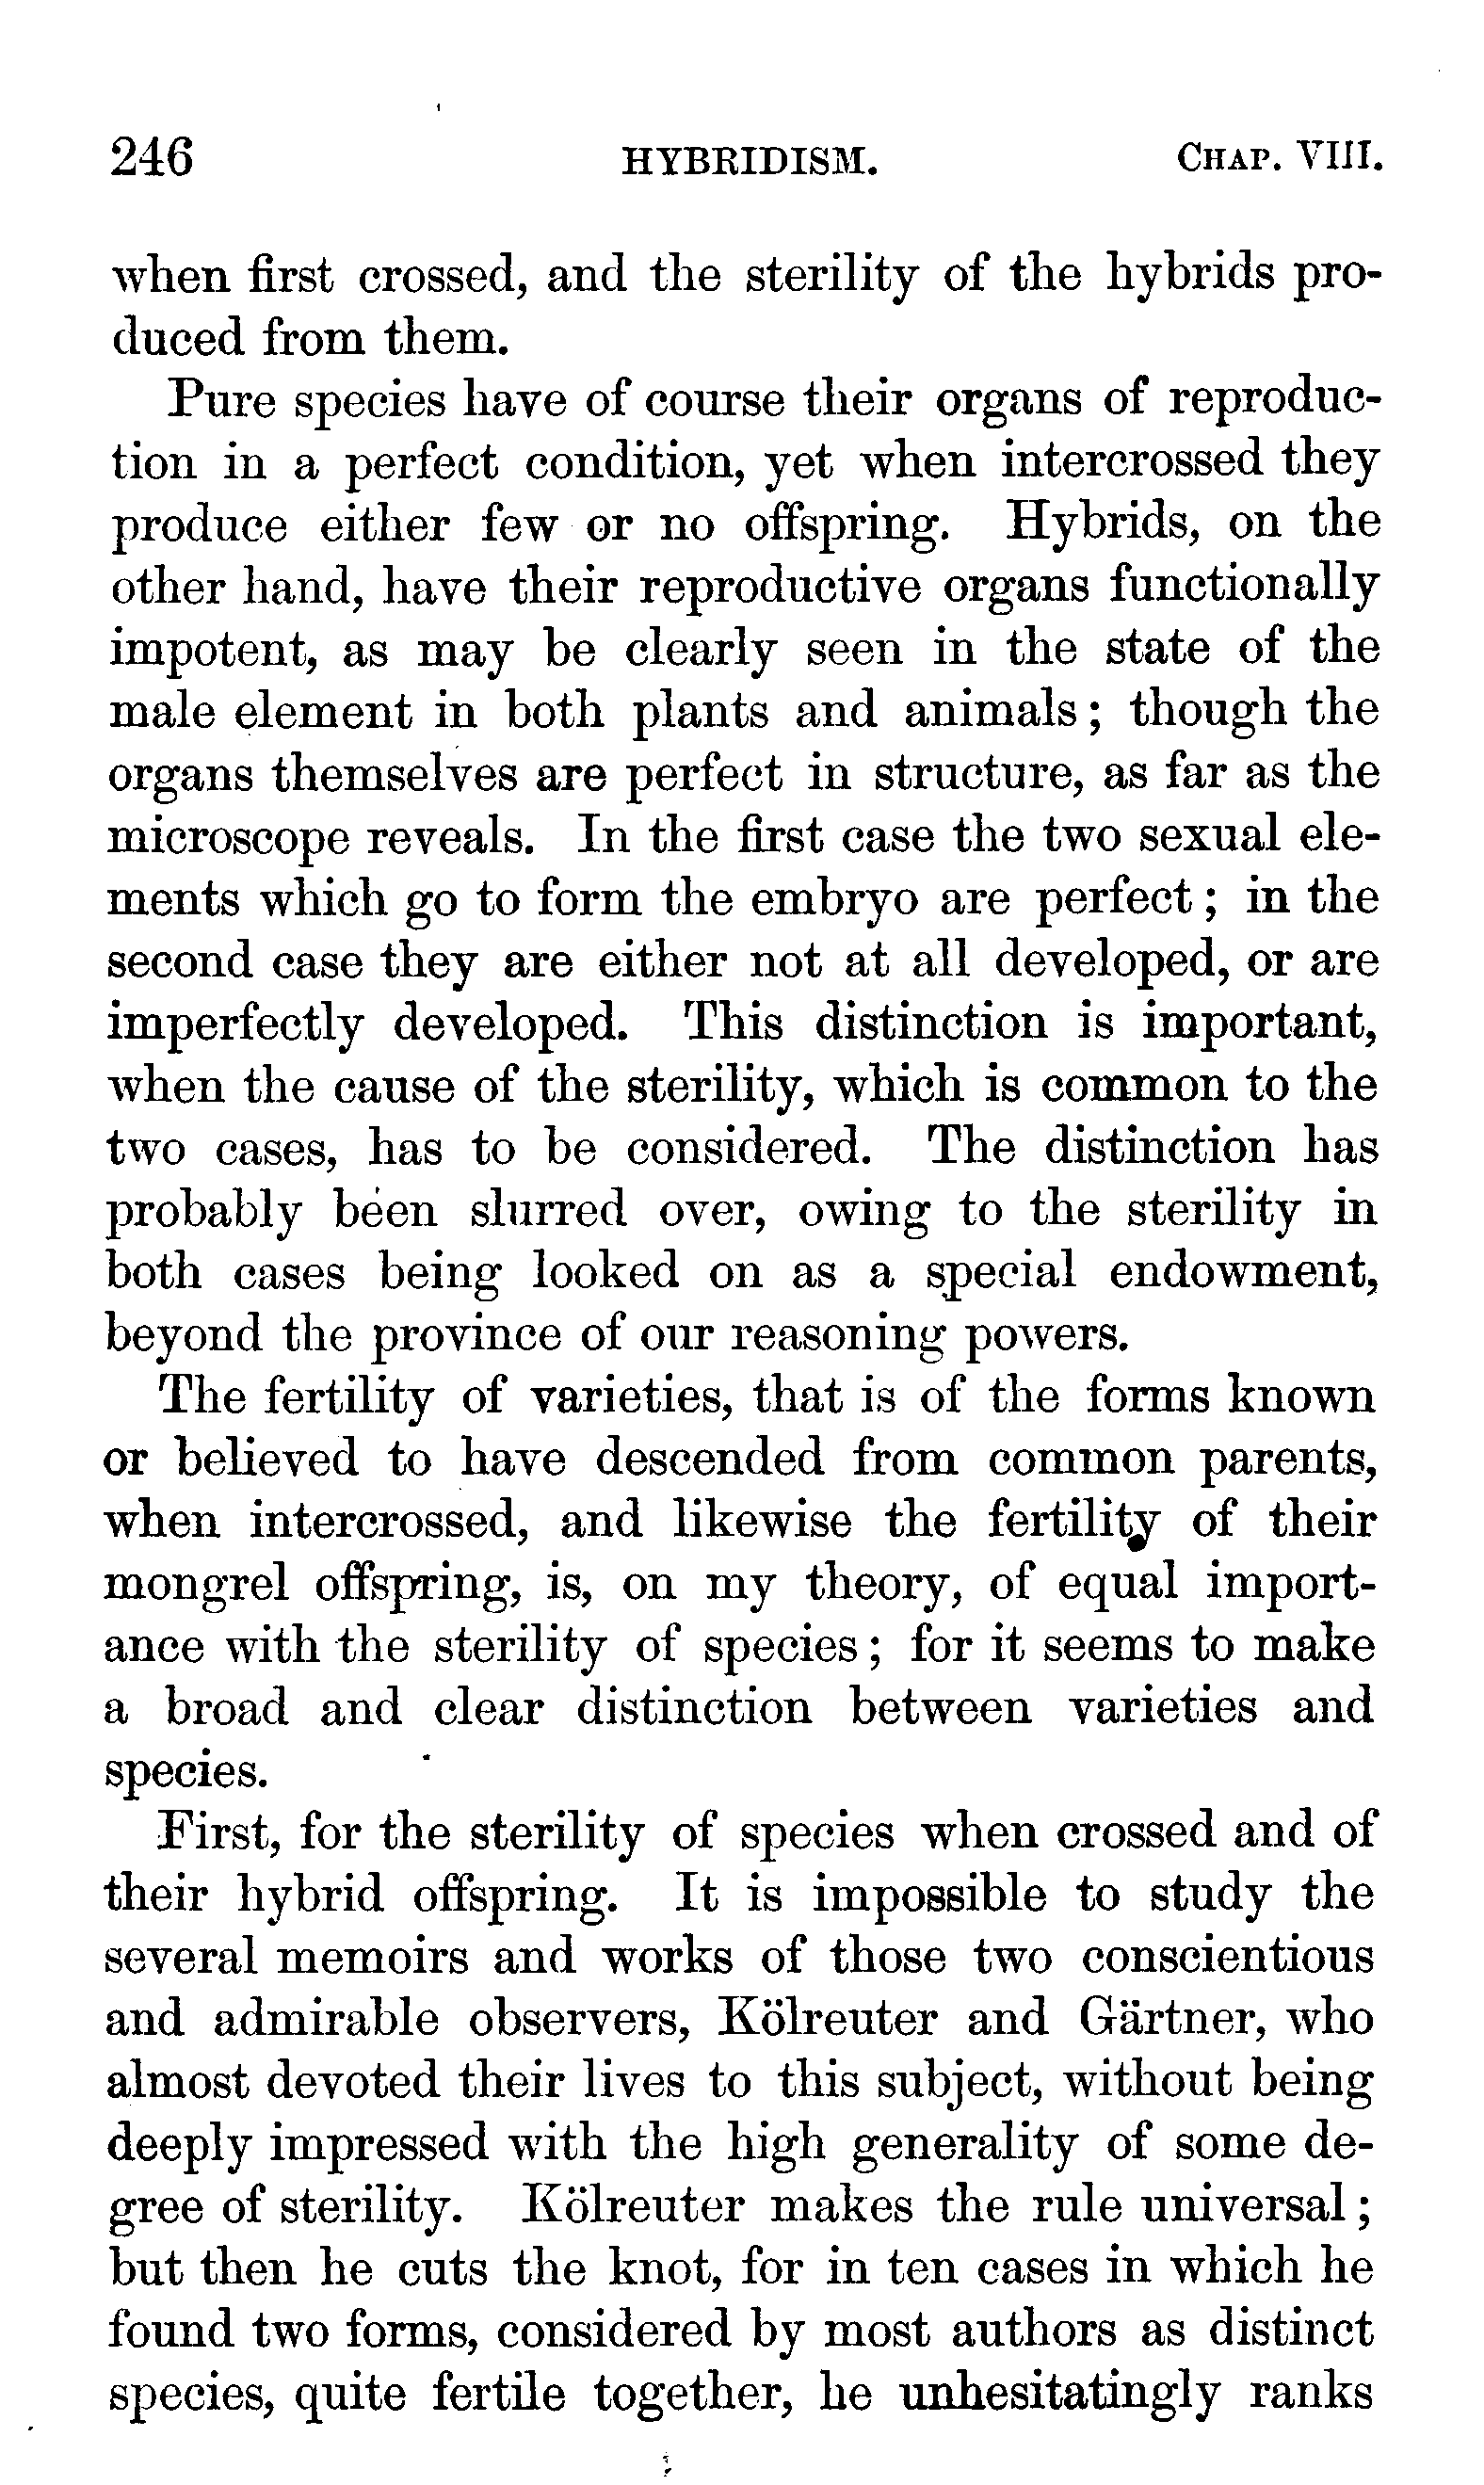 246 HYBRIDISM. CHAP. VIII.
when first crossed, and the sterility of the hybrids pro-
duced from them.
Pure species have of course their organs of reproduc-
tion in a perfect condition, yet when intercrossed they
produce either few or no offspring. Hybrids, on the
other hand, have their reproductive organs functionally
impotent, as may be clearly seen in the state of the
male element in both plants and animals; though the
organs themselves are perfect in structure, as far as the
microscope reveals. In the first case the two sexual ele-
ments which go to form the embryo are perfect; in the
second case they are either not at all developed, or are
imperfectly developed. This distinction is important,
when the cause of the sterility, which is common to the
two cases, has to be considered. The distinction has
probably been slurred over, owing to the sterility in
both cases being looked on as a special endowment,
beyond the province of our reasoning powers.
The fertility of varieties, that is of the forms known
or believed to have descended from common parents,
when intercrossed, and likewise the fertility of their
mongrel offspring, is, on my theory, of equal import-
ance with the sterility of species; for it seems to make
a broad and clear distinction between varieties and
species.
First, for the sterility of species when crossed and of
their hybrid offspring. It is impossible to study the
several memoirs and works of those two conscientious
and admirable observers, Kölreuter and Gärtner, who
almost devoted their lives to this subject, without being
deeply impressed with the high generality of some de-
gree of sterility. Kölreuter makes the rule universal;
but then he cuts the knot, for in ten cases in which he
found two forms, considered by most authors as distinct
species, quite fertile together, he unhesitatingly ranks